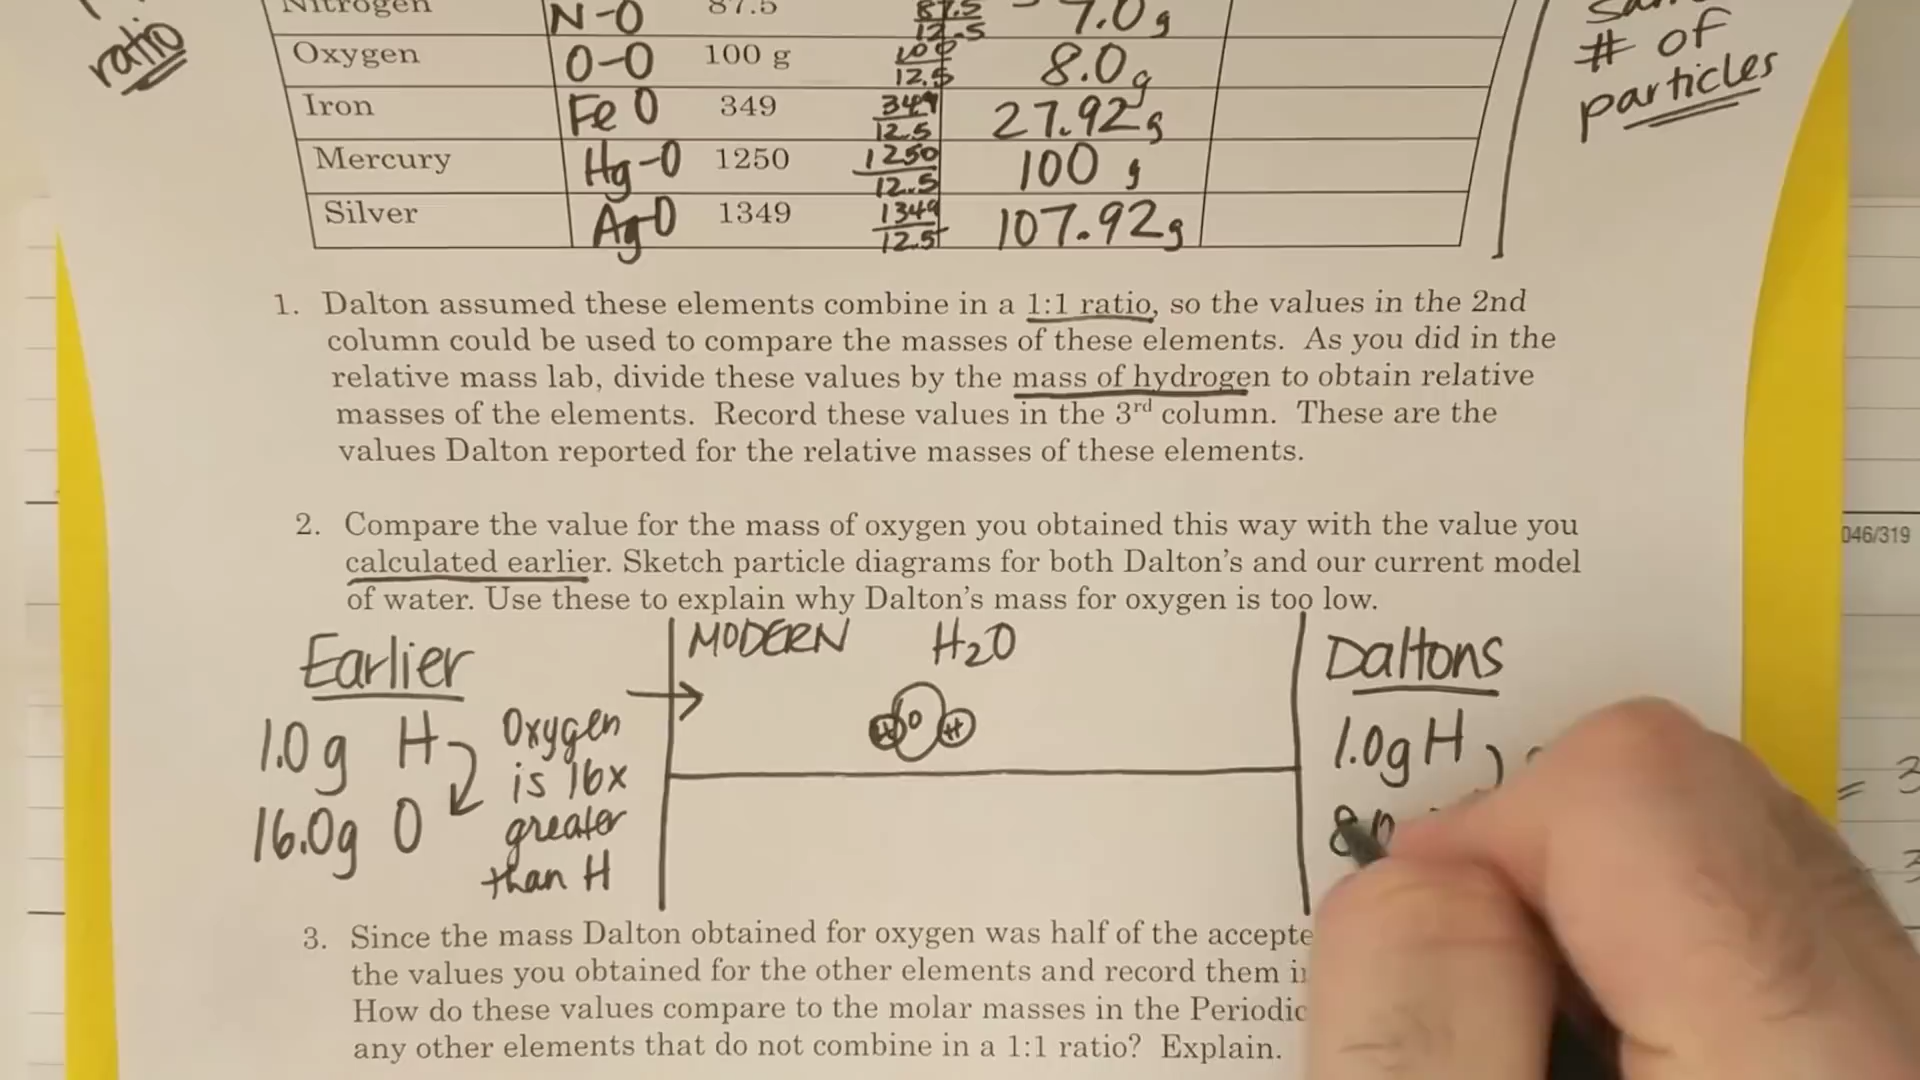 Nitrogen N-O 87.5 87.5/12.5 = 7.0g
ratio
Oxygen O-O 100 g 100/12.5 8.0g
Iron Fe O 349 349/12.5 27.92g
Mercury Hg-O 1250 1250/12.5 100 g
Silver Ag O 1349 1349/12.5 107.92g
# of
particles
1. Dalton assumed these elements combine in a 1:1 ratio, so the values in the 2nd
column could be used to compare the masses of these elements. As you did in the
relative mass lab, divide these values by the mass of hydrogen to obtain relative
masses of the elements. Record these values in the 3rd column. These are the
values Dalton reported for the relative masses of these elements.
2. Compare the value for the mass of oxygen you obtained this way with the value you
calculated earlier. Sketch particle diagrams for both Dalton's and our current model
of water. Use these to explain why Dalton's mass for oxygen is too low.
046/319
Earlier
1.0g H
16.0g O
Oxygen
is 16x
greater
than H
MODERN H2O
H O H
Daltons
1.0g H
8.0
= 3
3. Since the mass Dalton obtained for oxygen was half of the
the values you obtained for the other elements and record them
How do these values compare to the molar masses in the Periodic
any other elements that do not combine in a 1:1 ratio? Explain.